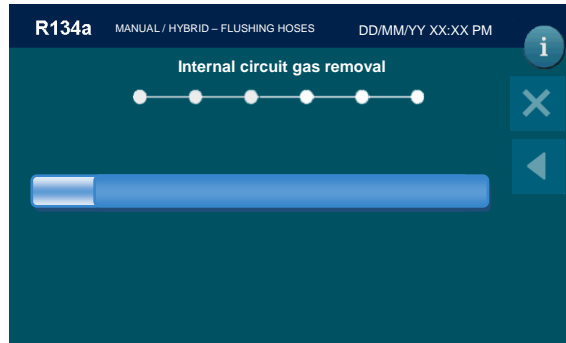 R134a MANUAL / HYBRID – FLUSHING HOSES DD/MM/YY XX:XX PM
i
Internal circuit gas removal